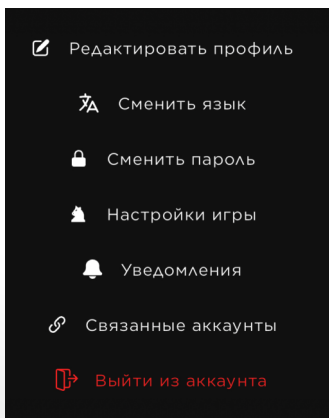 Редактировать профиль
Сменить язык
Сменить пароль
Настройки игры
Уведомления
Связанные аккаунты
Выйти из аккаунта